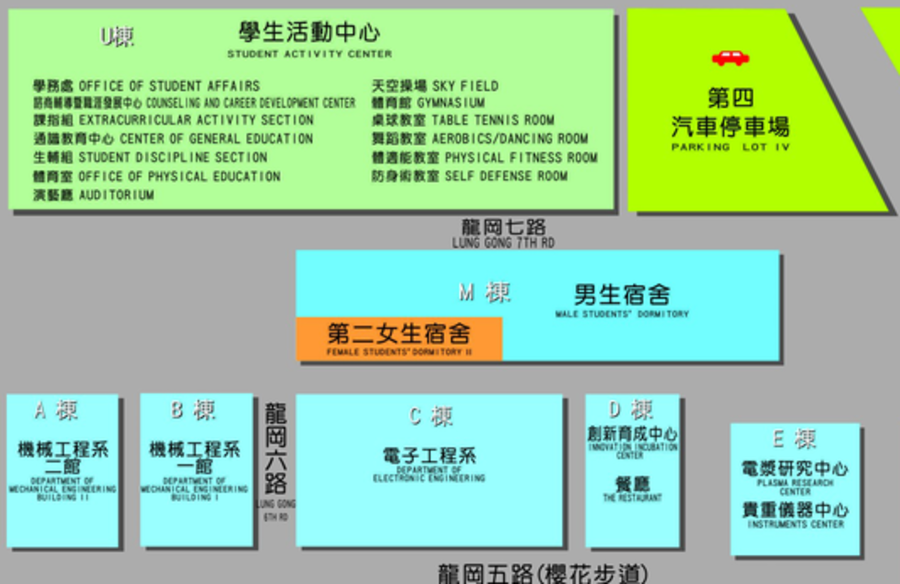 U棟
學生活動中心
STUDENT ACTIVITY CENTER
學務處 OFFICE OF STUDENT AFFAIRS
諮商輔導暨職涯發展中心 COUNSELING AND CAREER DEVELOPMENT CENTER
課指組 EXTRACURRICULAR ACTIVITY SECTION
通識教育中心 CENTER OF GENERAL EDUCATION
生輔組 STUDENT DISCIPLINE SECTION
體育室 OFFICE OF PHYSICAL EDUCATION
演藝廳 AUDITORIUM
天空操場 SKY FIELD
體育館 GYMNASIUM
桌球教室 TABLE TENNIS ROOM
舞蹈教室 AEROBICS/DANCING ROOM
體適能教室 PHYSICAL FITNESS ROOM
防身術教室 SELF DEFENSE ROOM
第四
汽車停車場
PARKING LOT IV
龍岡七路
LUNG GONG 7TH RD
M 棟
男生宿舍
MALE STUDENTS" DORMITORY
第二女生宿舍
FEMALE STUDENTS"DORMITORY II
A 棟
機械工程系
二館
DEPARTMENT OF
MECHANICAL ENGINEERING
BUILDING II
B 棟
機械工程系
一館
DEPARTMENT OF
MECHANICAL ENGINEERING
BUILDING I
龍岡六路
LUNG GONG
6TH RD
C 棟
電子工程系
DEPARTMENT OF
ELECTRONIC ENGINEERING
D 棟
創新育成中心
INNOVATION INCUBATION
CENTER
餐廳
THE RESTAURANT
E 棟
電漿研究中心
PLASMA RESEARCH
CENTER
貴重儀器中心
INSTRUMENTS CENTER
龍岡五路(櫻花步道)